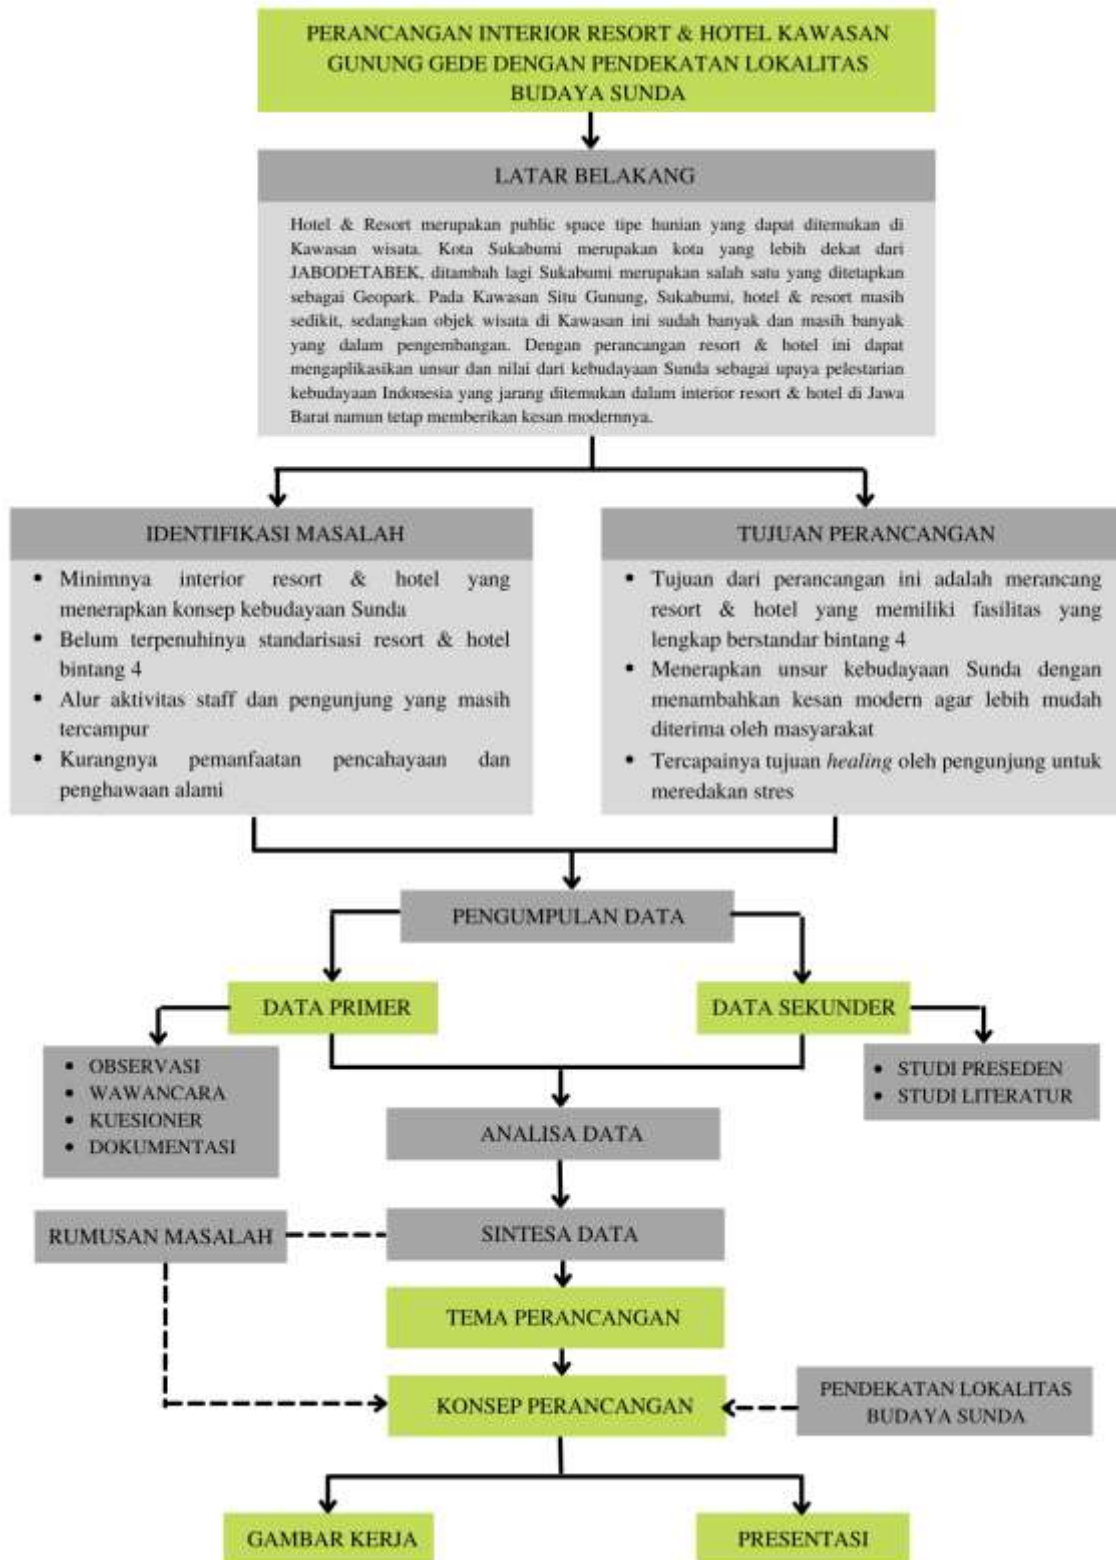 PERANCANGAN INTERIOR RESORT & HOTEL KAWASAN
GUNUNG GEDE DENGAN PENDEKATAN LOKALITAS
BUDAYA SUNDA
LATAR BELAKANG
Hotel & Resort merupakan public space tipe hunian yang dapat ditemukan di
Kawasan wisata. Kota Sukabumi merupakan kota yang lebih dekat dari
JABODETABEK, ditambah lagi Sukabumi merupakan salah satu yang ditetapkan
sebagai Geopark. Pada Kawasan Situ Gunung, Sukabumi, hotel & resort masih
sedikit, sedangkan objek wisata di Kawasan ini sudah banyak dan masih banyak
yang dalam pengembangan. Dengan perancangan resort & hotel ini dapat
mengaplikasikan unsur dan nilai dari kebudayaan Sunda sebagai upaya pelestarian
kebudayaan Indonesia yang jarang ditemukan dalam interior resort & hotel di Jawa
Barat namun tetap memberikan kesan modernnya.
IDENTIFIKASI MASALAH
• Minimnya interior resort & hotel yang
menerapkan konsep kebudayaan Sunda
• Belum terpenuhinya standarisasi resort & hotel
bintang 4
• Alur aktivitas staff dan pengunjung yang masih
tercampur
• Kurangnya pemanfaatan pencahayaan dan
penghawaan alami
TUJUAN PERANCANGAN
• Tujuan dari perancangan ini adalah merancang
resort & hotel yang memiliki fasilitas yang
lengkap berstandar bintang 4
• Menerapkan unsur kebudayaan Sunda dengan
menambahkan kesan modern agar lebih mudah
diterima oleh masyarakat
• Tercapainya tujuan healing oleh pengunjung untuk
meredakan stres
PENGUMPULAN DATA
DATA PRIMER
DATA SEKUNDER
• OBSERVASI
• WAWANCARA
• KUESIONER
• DOKUMENTASI
• STUDI PRESEDEN
• STUDI LITERATUR
ANALISA DATA
RUMUSAN MASALAH
SINTESA DATA
TEMA PERANCANGAN
KONSEP PERANCANGAN
PENDEKATAN LOKALITAS
BUDAYA SUNDA
GAMBAR KERJA
PRESENTASI